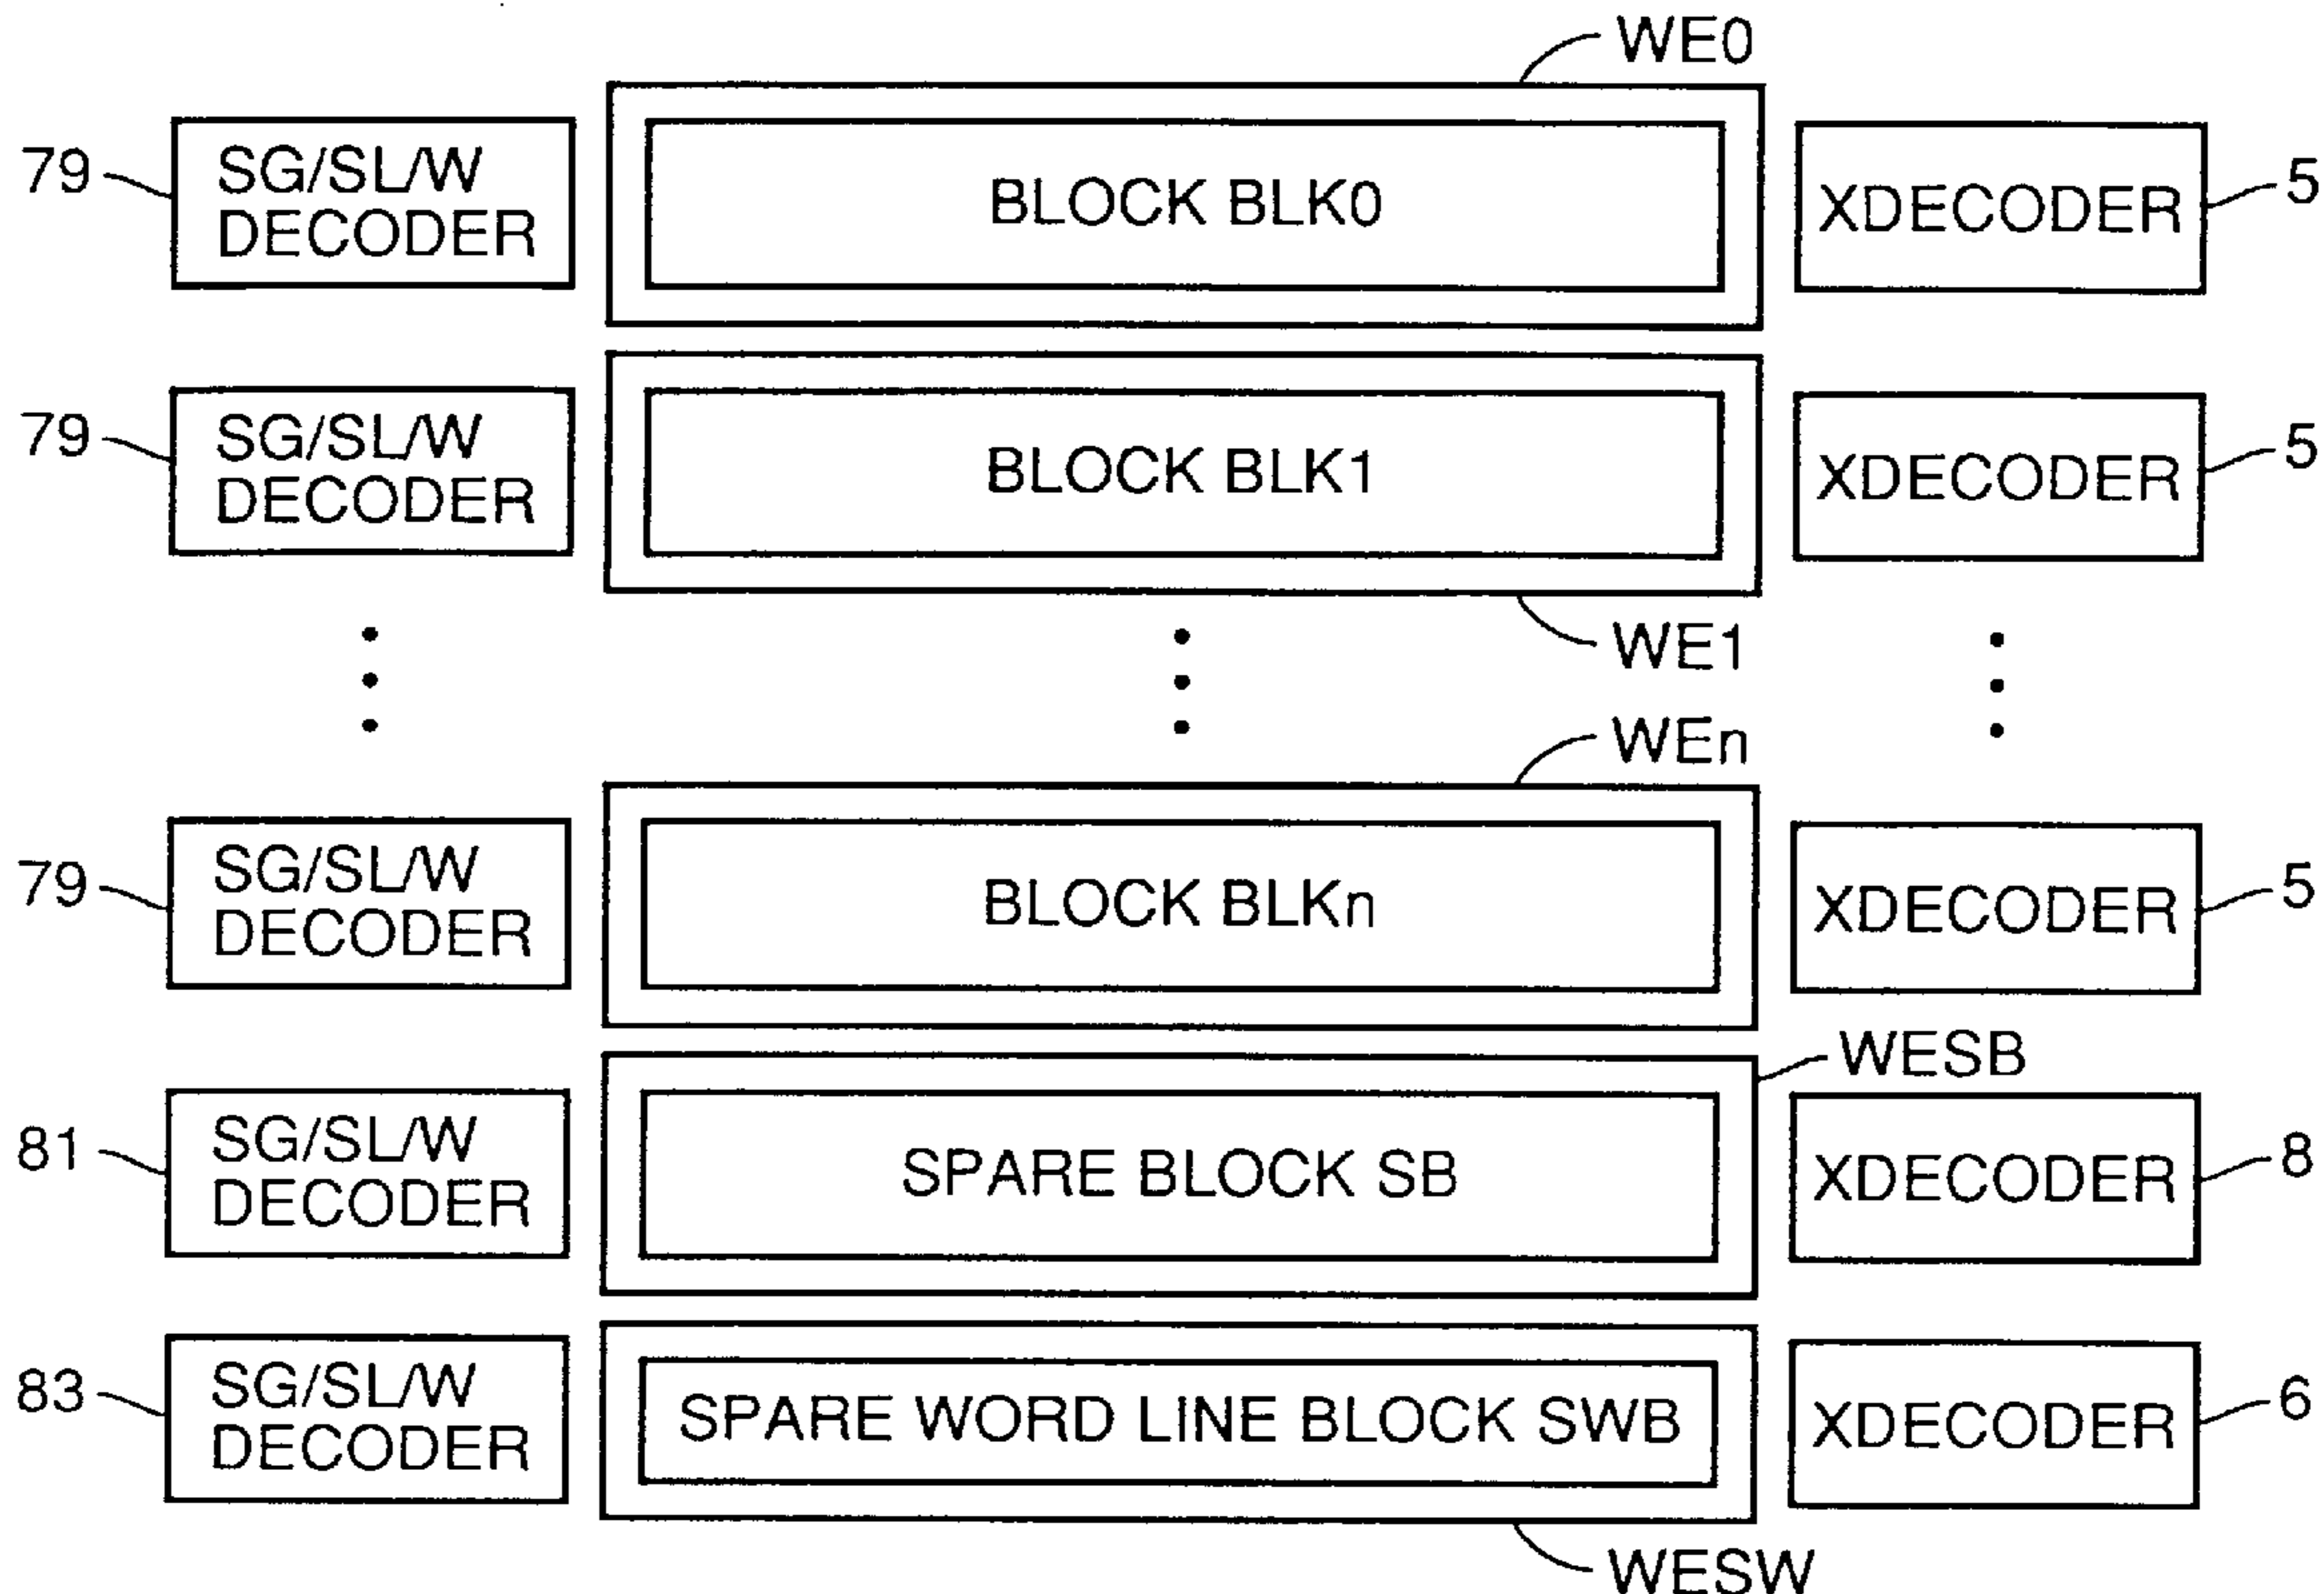 WE0
79
SG/SL/W
DECODER
BLOCK BLK0
XDECODER
5
79
SG/SL/W
DECODER
BLOCK BLK1
XDECODER
5
WE1
WEn
79
SG/SL/W
DECODER
BLOCK BLKn
XDECODER
5
WESB
81
SG/SL/W
DECODER
SPARE BLOCK SB
XDECODER
8
83
SG/SL/W
DECODER
SPARE WORD LINE BLOCK SWB
XDECODER
6
WESW